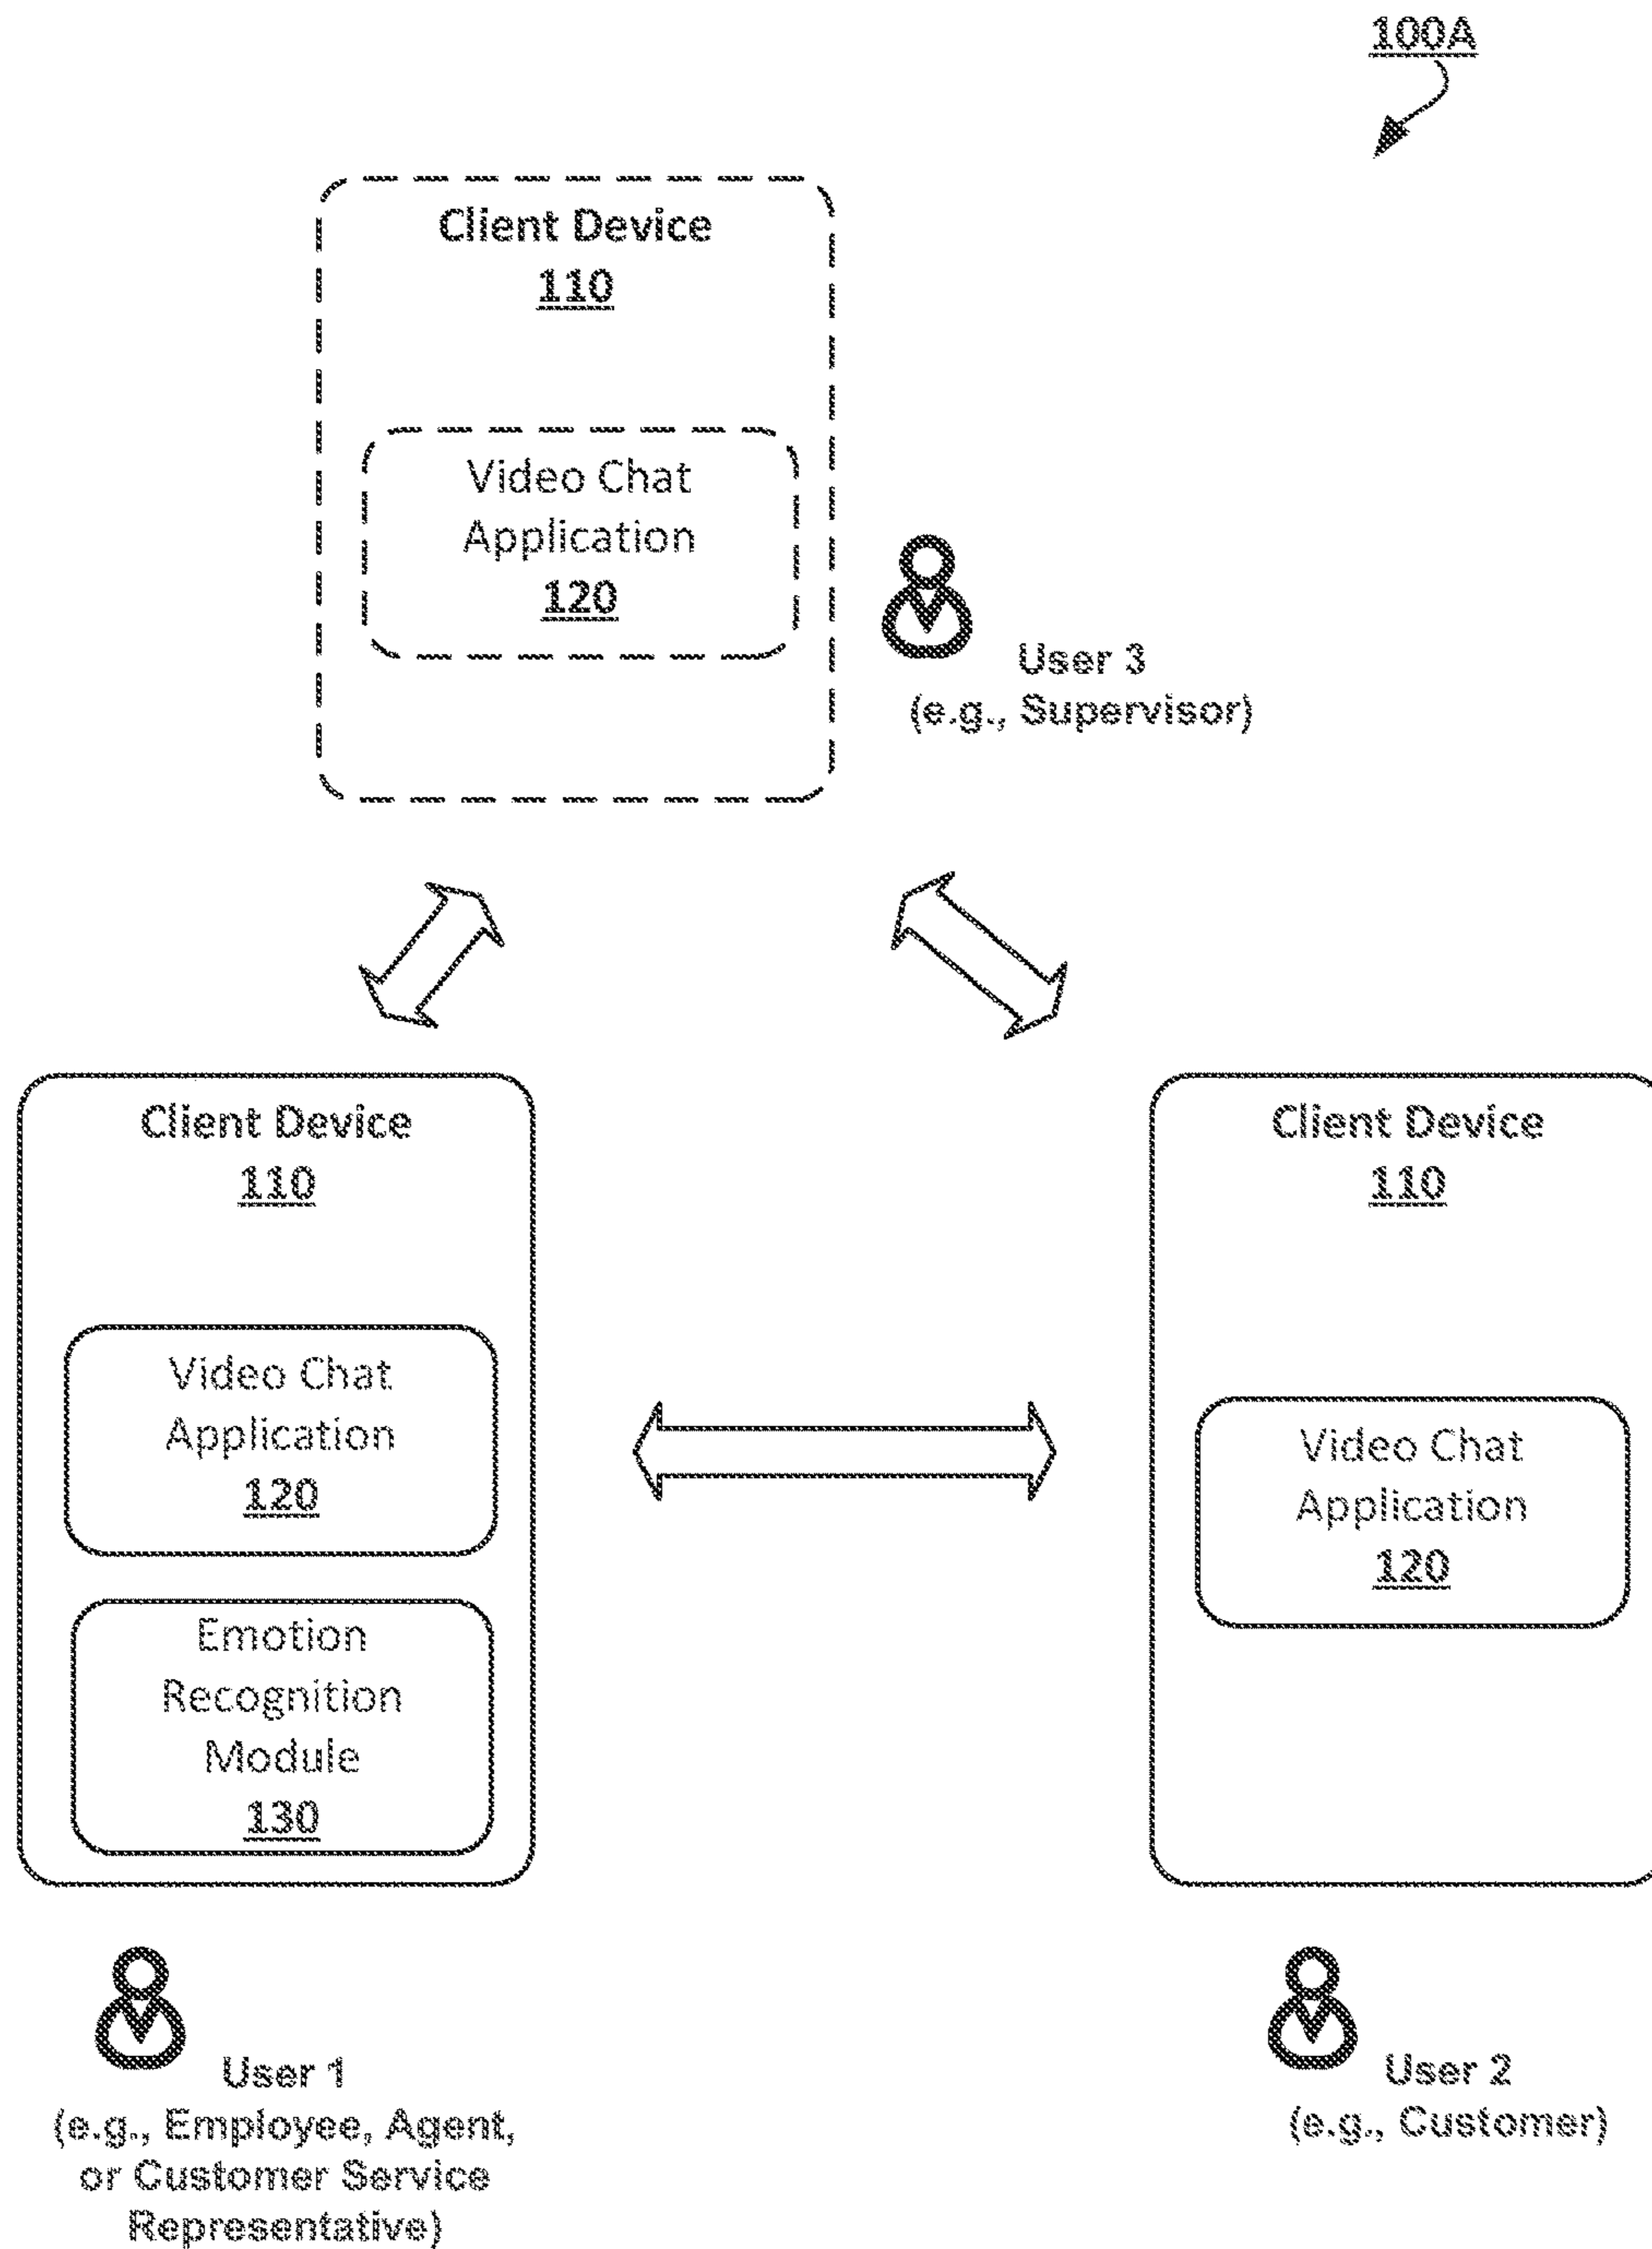 100A
Client Device
110
Video Chat
Application
120
User 3
(e.g., Supervisor)
Client Device
110
Video Chat
Application
120
Emotion
Recognition
Module
130
Client Device
110
Video Chat
Application
120
User 1
(e.g., Employee, Agent,
or Customer Service
Representative)
User 2
(e.g., Customer)